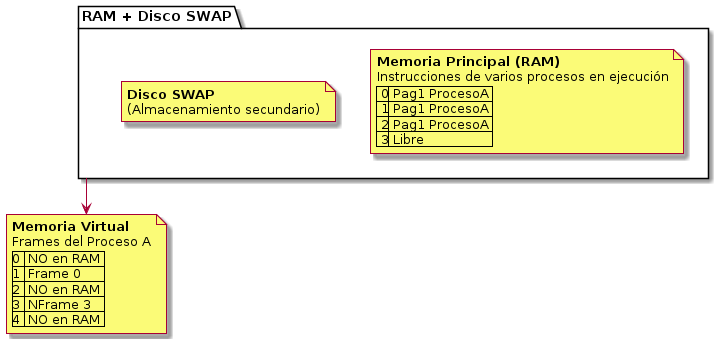 RAM + Disco SWAP
Disco SWAP
(Almacenamiento secundario)
Memoria Principal (RAM)
Instrucciones de varios procesos en ejecución
0 Pag1 ProcesoA
1 Pag1 ProcesoA
2 Pag1 ProcesoA
3 Libre
Memoria Virtual
Frames del Proceso A
0 NO en RAM
1 Frame 0
2 NO en RAM
3 NFrame 3
4 NO en RAM